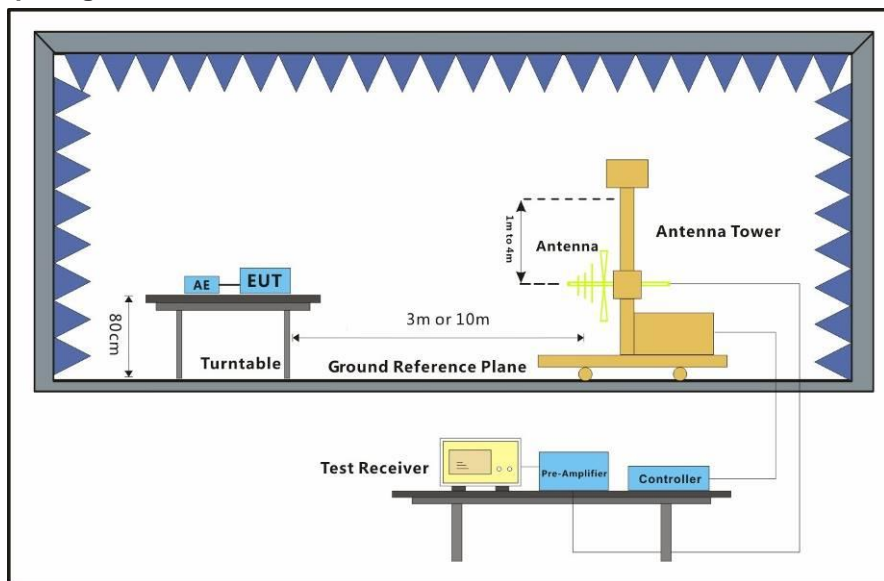 1m to 4m
Antenna
Antenna Tower
AE
EUT
80cm
3m or 10m
Turntable
Ground Reference Plane
Test Receiver
Pre-Amplifier
Controller